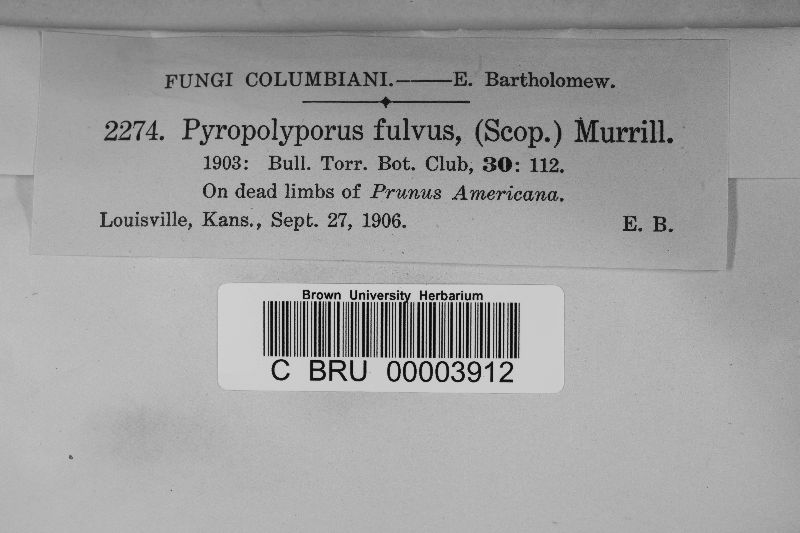 FUNGI COLUMBIANI.——E. Bartholomew.
2274. Pyropolyporus fulvus, (Scop.) Murrill.
1903: Bull. Torr. Bot. Club, 30: 112.
On dead limbs of Prunus Americana.
Louisville, Kans., Sept. 27, 1906. E. B.
Brown University Herbarium
C BRU 00003912